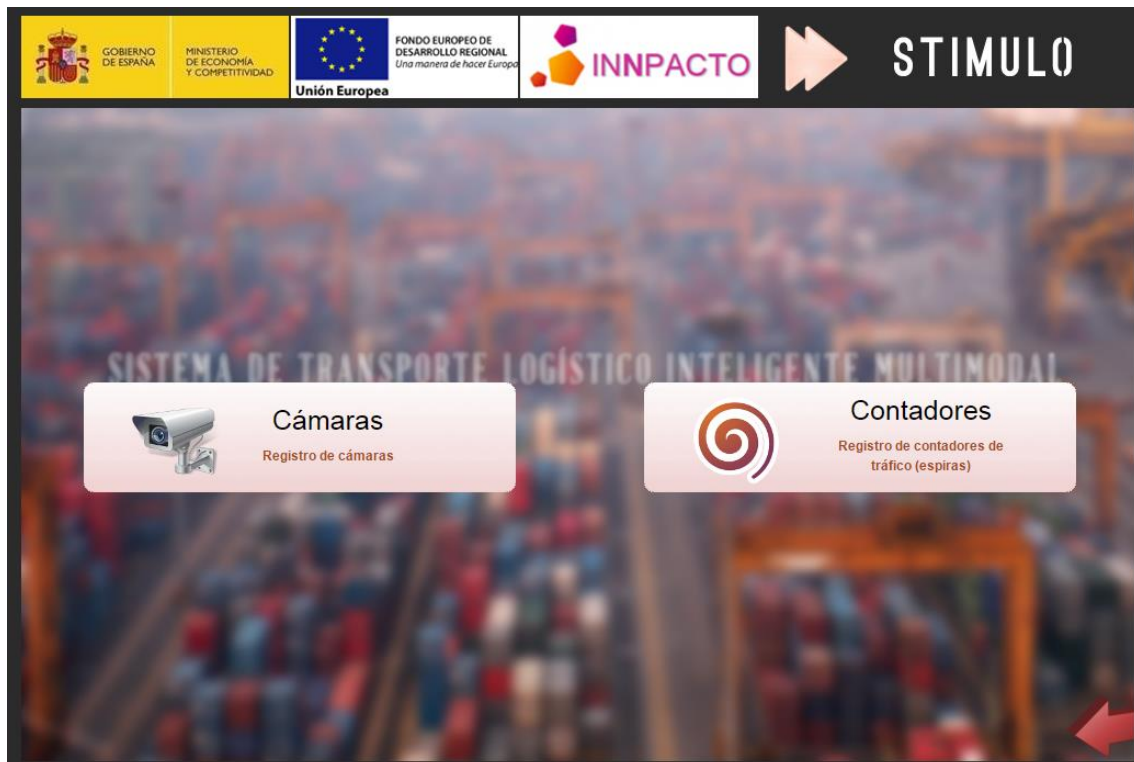 GOBIERNO
DE ESPAÑA
MINISTERIO
DE ECONOMÍA
Y COMPETITIVIDAD
Unión Europea
FONDO EUROPEO DE
DESARROLLO REGIONAL
Una manera de hacer Europa
INNPACTO
STIMULO
SISTEMA DE TRANSPORTE LOGÍSTICO INTELIGENTE MULTIMODAL
Cámaras
Registro de cámaras
Contadores
Registro de contadores de
tráfico (espiras)